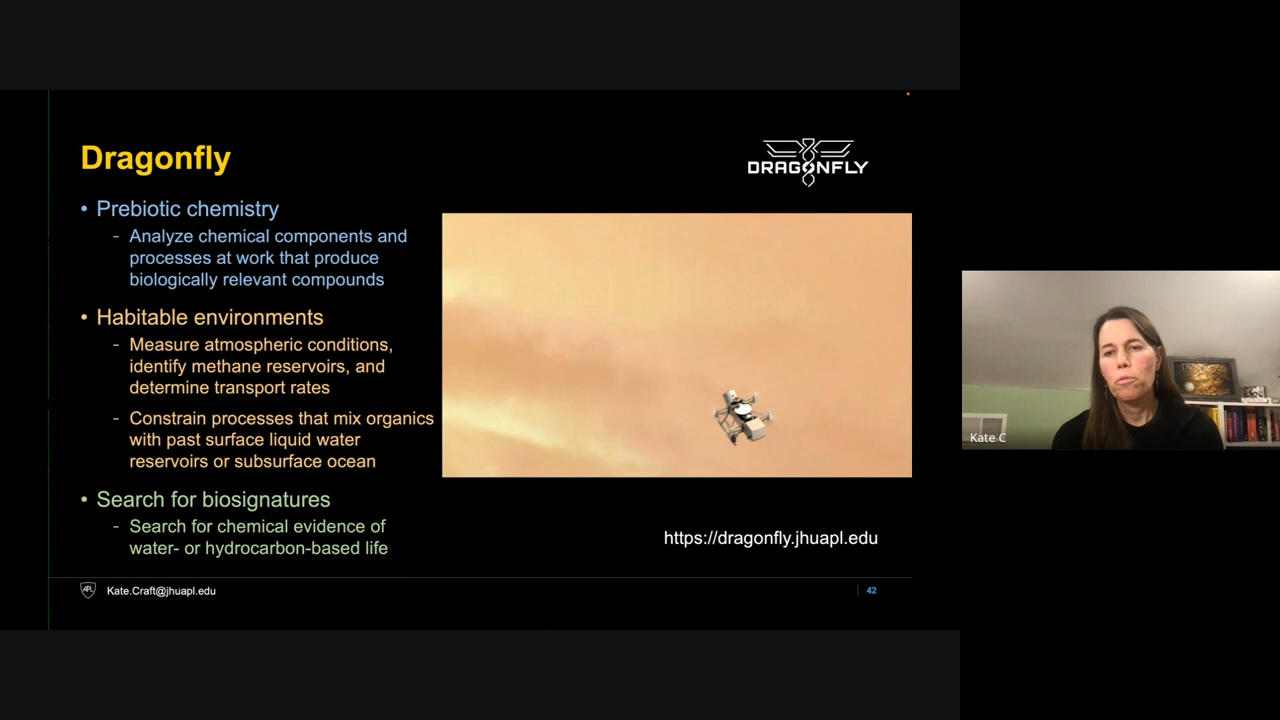 Dragonfly
DRAGONFLY
• Prebiotic chemistry
- Analyze chemical components and
processes at work that produce
biologically relevant compounds
• Habitable environments
- Measure atmospheric conditions,
identify methane reservoirs, and
determine transport rates
- Constrain processes that mix organics
with past surface liquid water
reservoirs or subsurface ocean
• Search for biosignatures
- Search for chemical evidence of
water- or hydrocarbon-based life
https://dragonfly.jhuapl.edu
APL
Kate.Craft@jhuapl.edu
42
Kate C